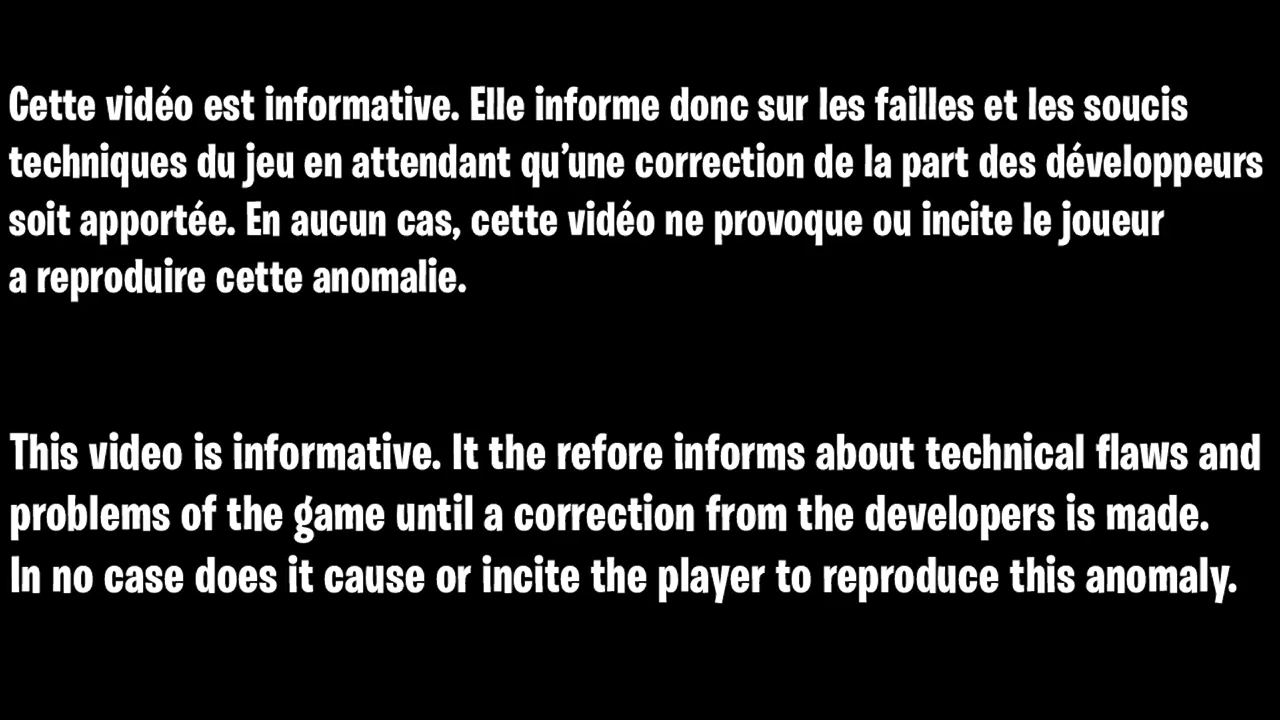 Cette vidéo est informative. Elle informe donc sur les failles et les soucis
techniques du jeu en attendant qu’une correction de la part des développeurs
soit apportée. En aucun cas, cette vidéo ne provoque ou incite le joueur
a reproduire cette anomalie.
This video is informative. It the refore informs about technical flaws and
problems of the game until a correction from the developers is made.
In no case does it cause or incite the player to reproduce this anomaly.